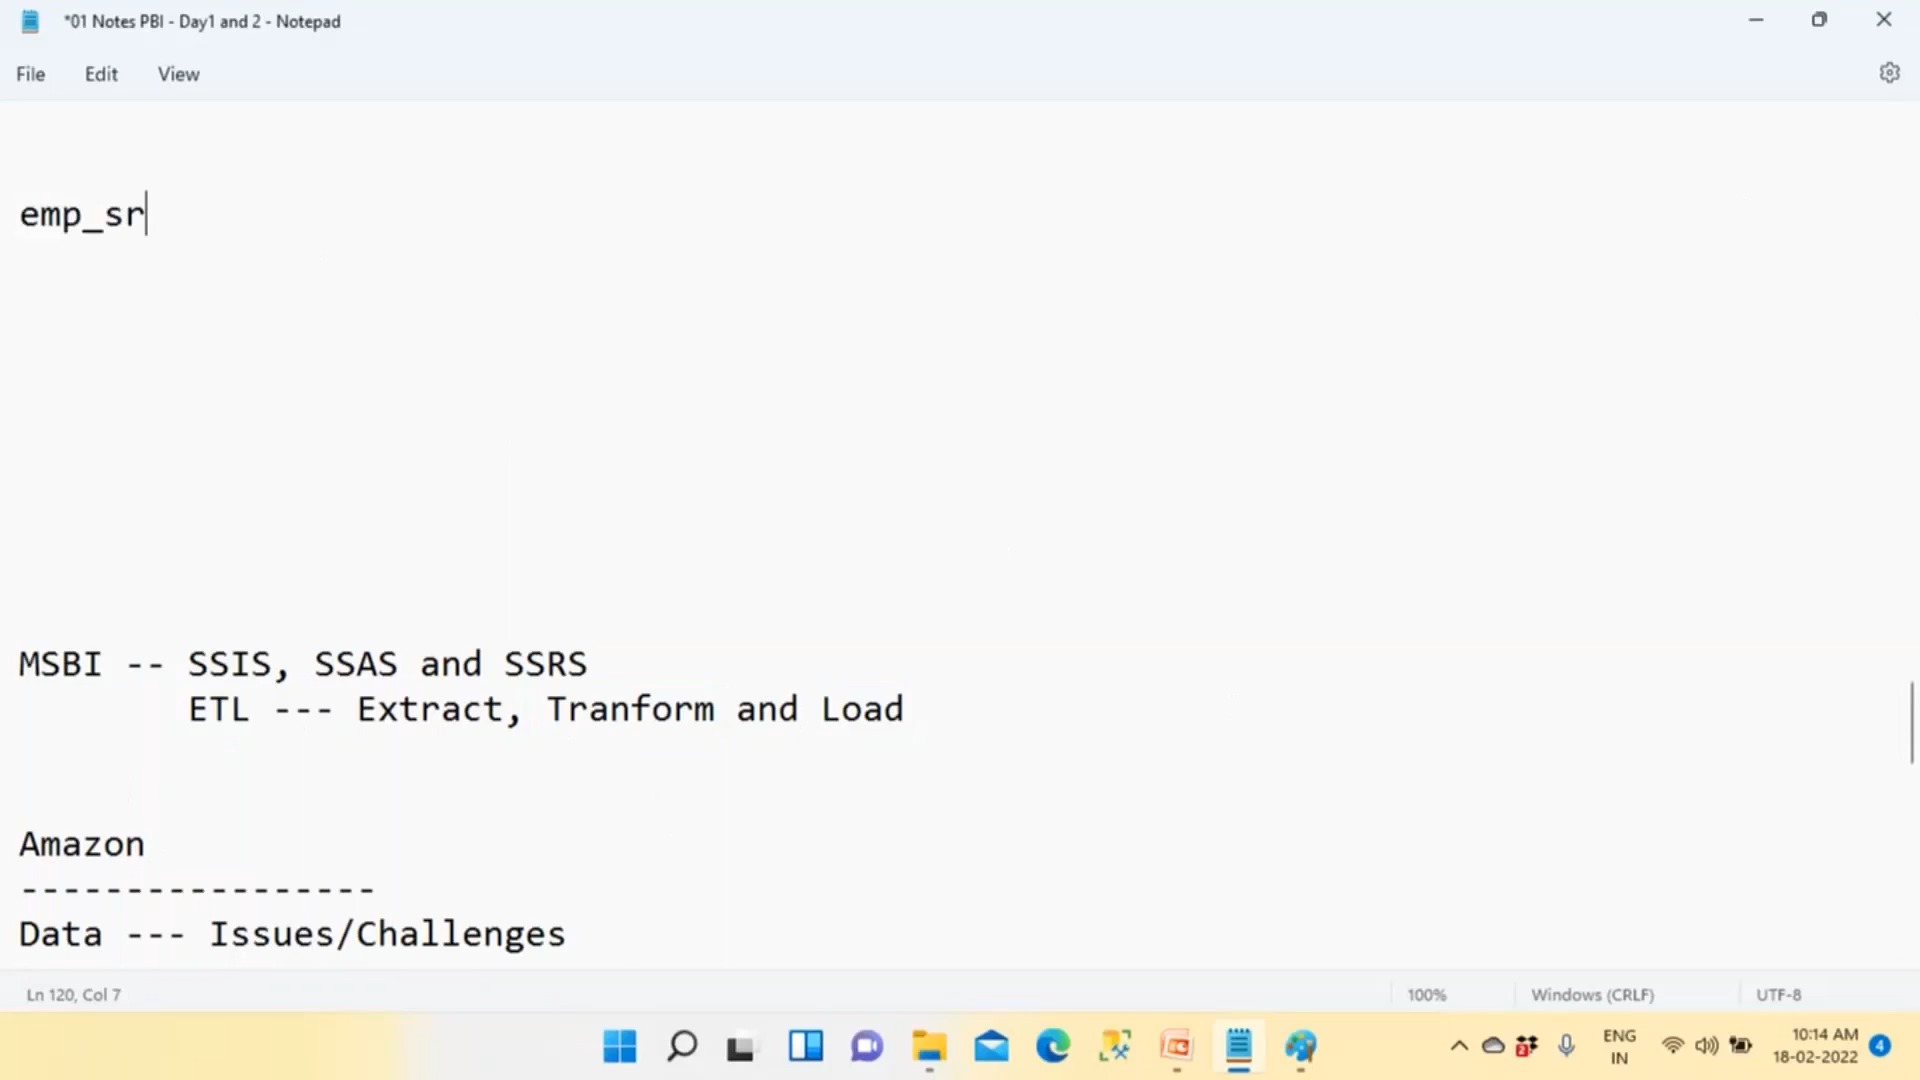 *01 Notes PBI - Day1 and 2 - Notepad
File Edit View
emp_sr
MSBI -- SSIS, SSAS and SSRS
ETL --- Extract, Tranform and Load
Amazon
-----------------
Data --- Issues/Challenges
Ln 120, Col 7 100% Windows (CRLF) UTF-8
ENG
IN
10:14 AM
18-02-2022
4
2